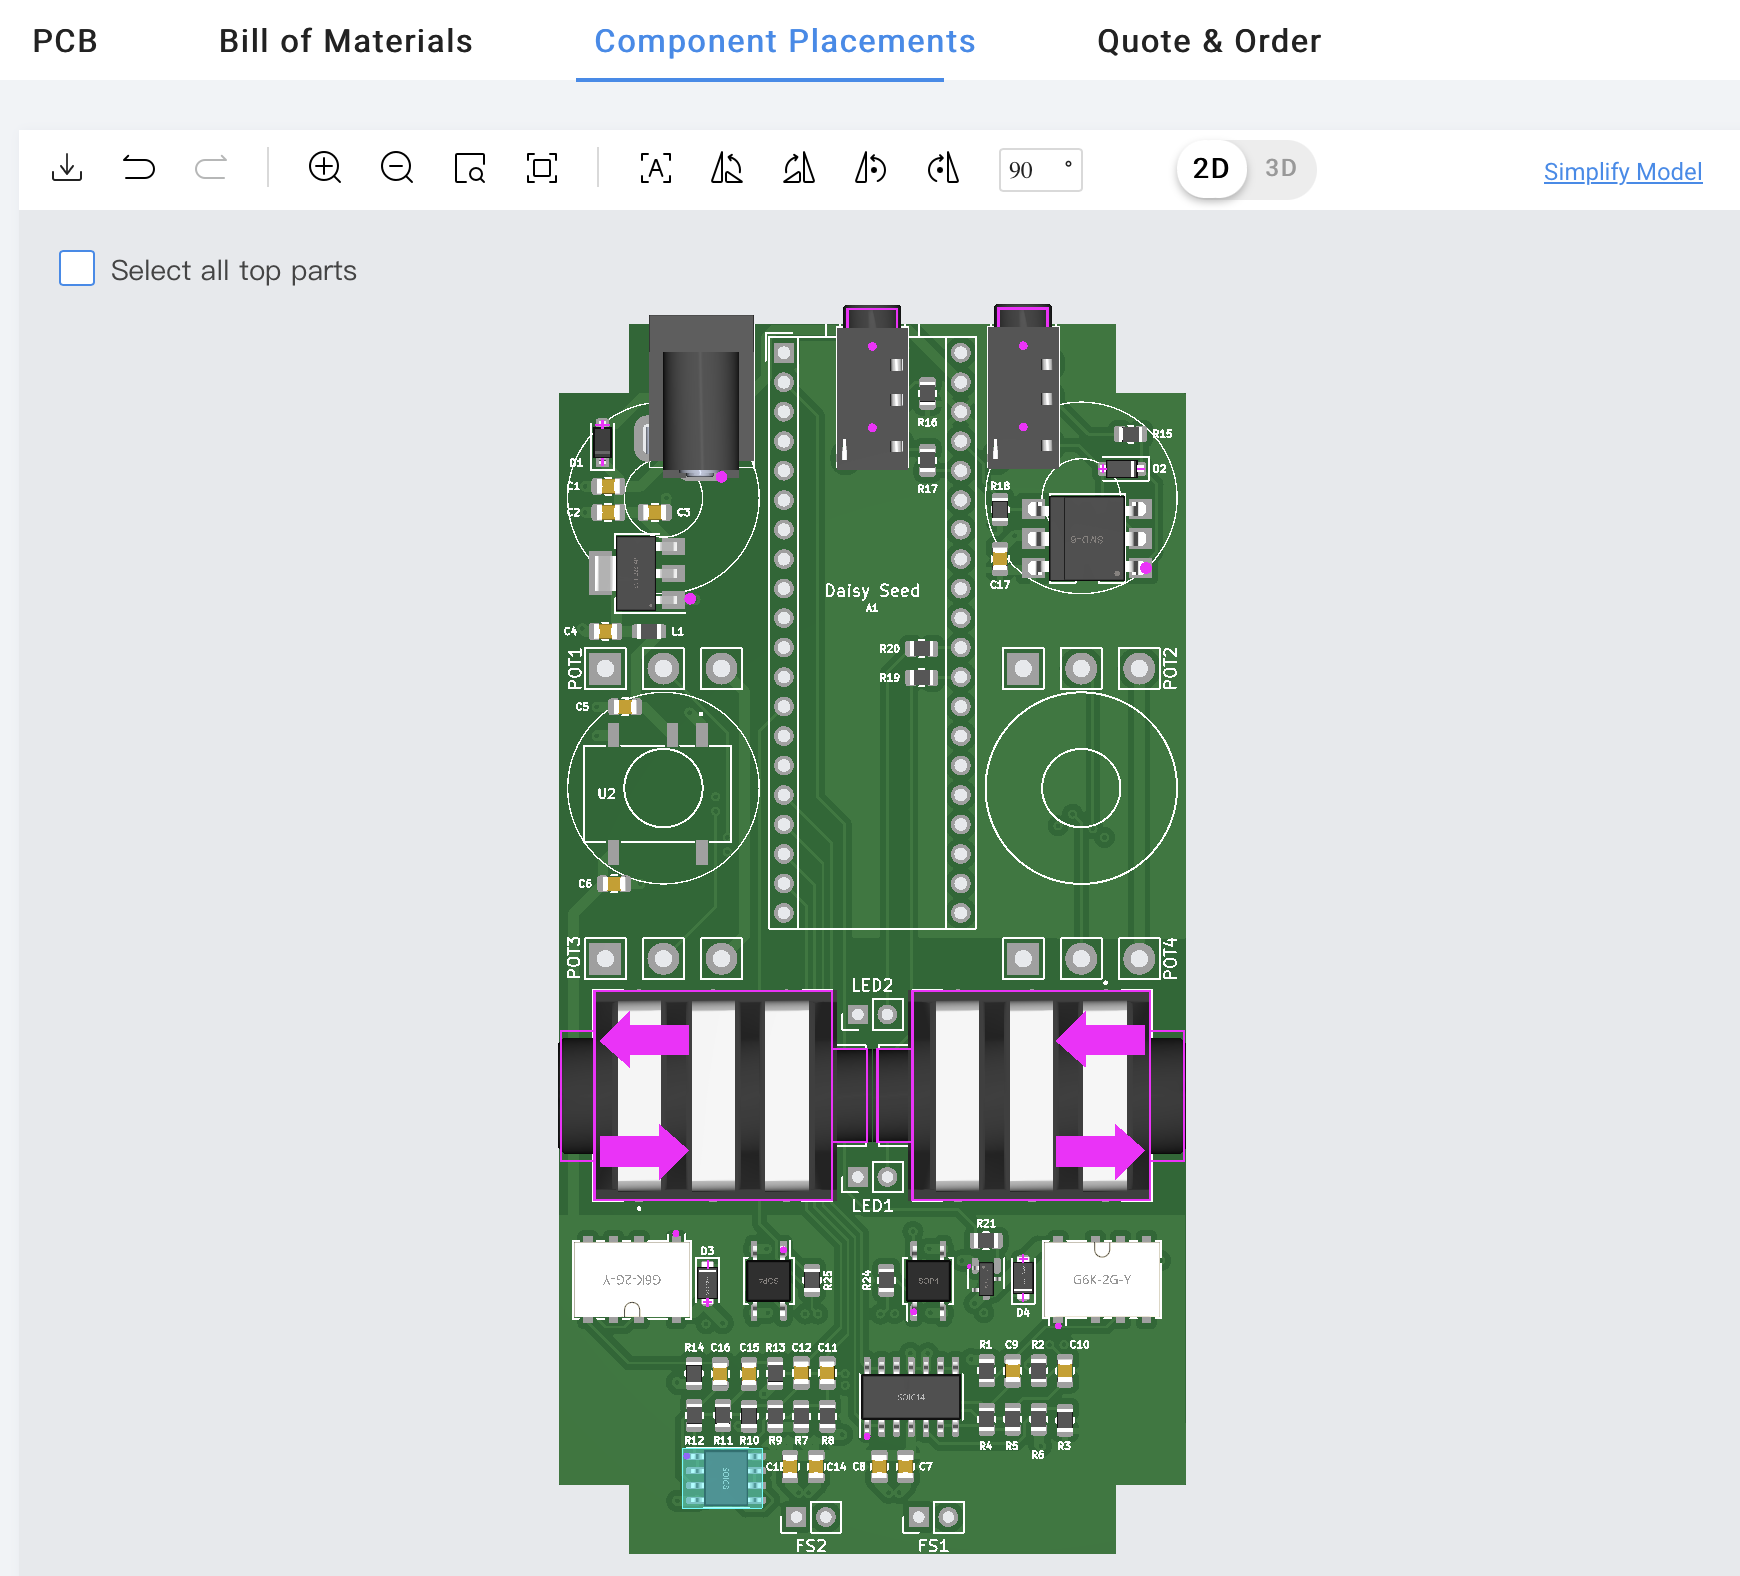 PCB
Bill of Materials
Component Placements
Quote & Order
90 °
2D
3D
Simplify Model
Select all top parts
R16
R15
D1
D2
C1
R17
R18
C2
C3
SMD-6
C17
Daisy Seed
A1
C4
L1
R20
POT1
POT2
R19
C5
U2
C6
POT3
POT4
LED2
LED1
R21
D3
G6K-2G-Y
SOP4
R25
R24
G6K-2G-Y
D4
R14
C16
C15
R13
C12
C11
R1
C9
R2
C10
SOIC14
R12
R11
R10
R9
R7
R8
R4
R5
R6
R3
SOIC8
C14
C8
C7
FS2
FS1